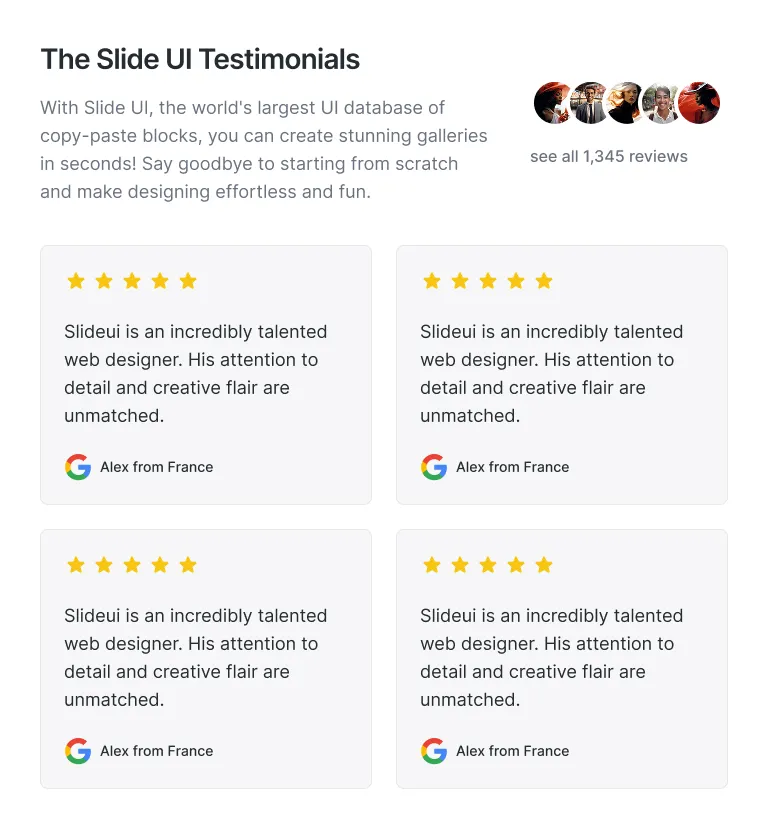 The Slide UI Testimonials
With Slide UI, the world's largest UI database of
copy-paste blocks, you can create stunning galleries
in seconds! Say goodbye to starting from scratch
and make designing effortless and fun.
see all 1,345 reviews
Slideui is an incredibly talented
web designer. His attention to
detail and creative flair are
unmatched.
Alex from France
Slideui is an incredibly talented
web designer. His attention to
detail and creative flair are
unmatched.
Alex from France
Slideui is an incredibly talented
web designer. His attention to
detail and creative flair are
unmatched.
Alex from France
Slideui is an incredibly talented
web designer. His attention to
detail and creative flair are
unmatched.
Alex from France